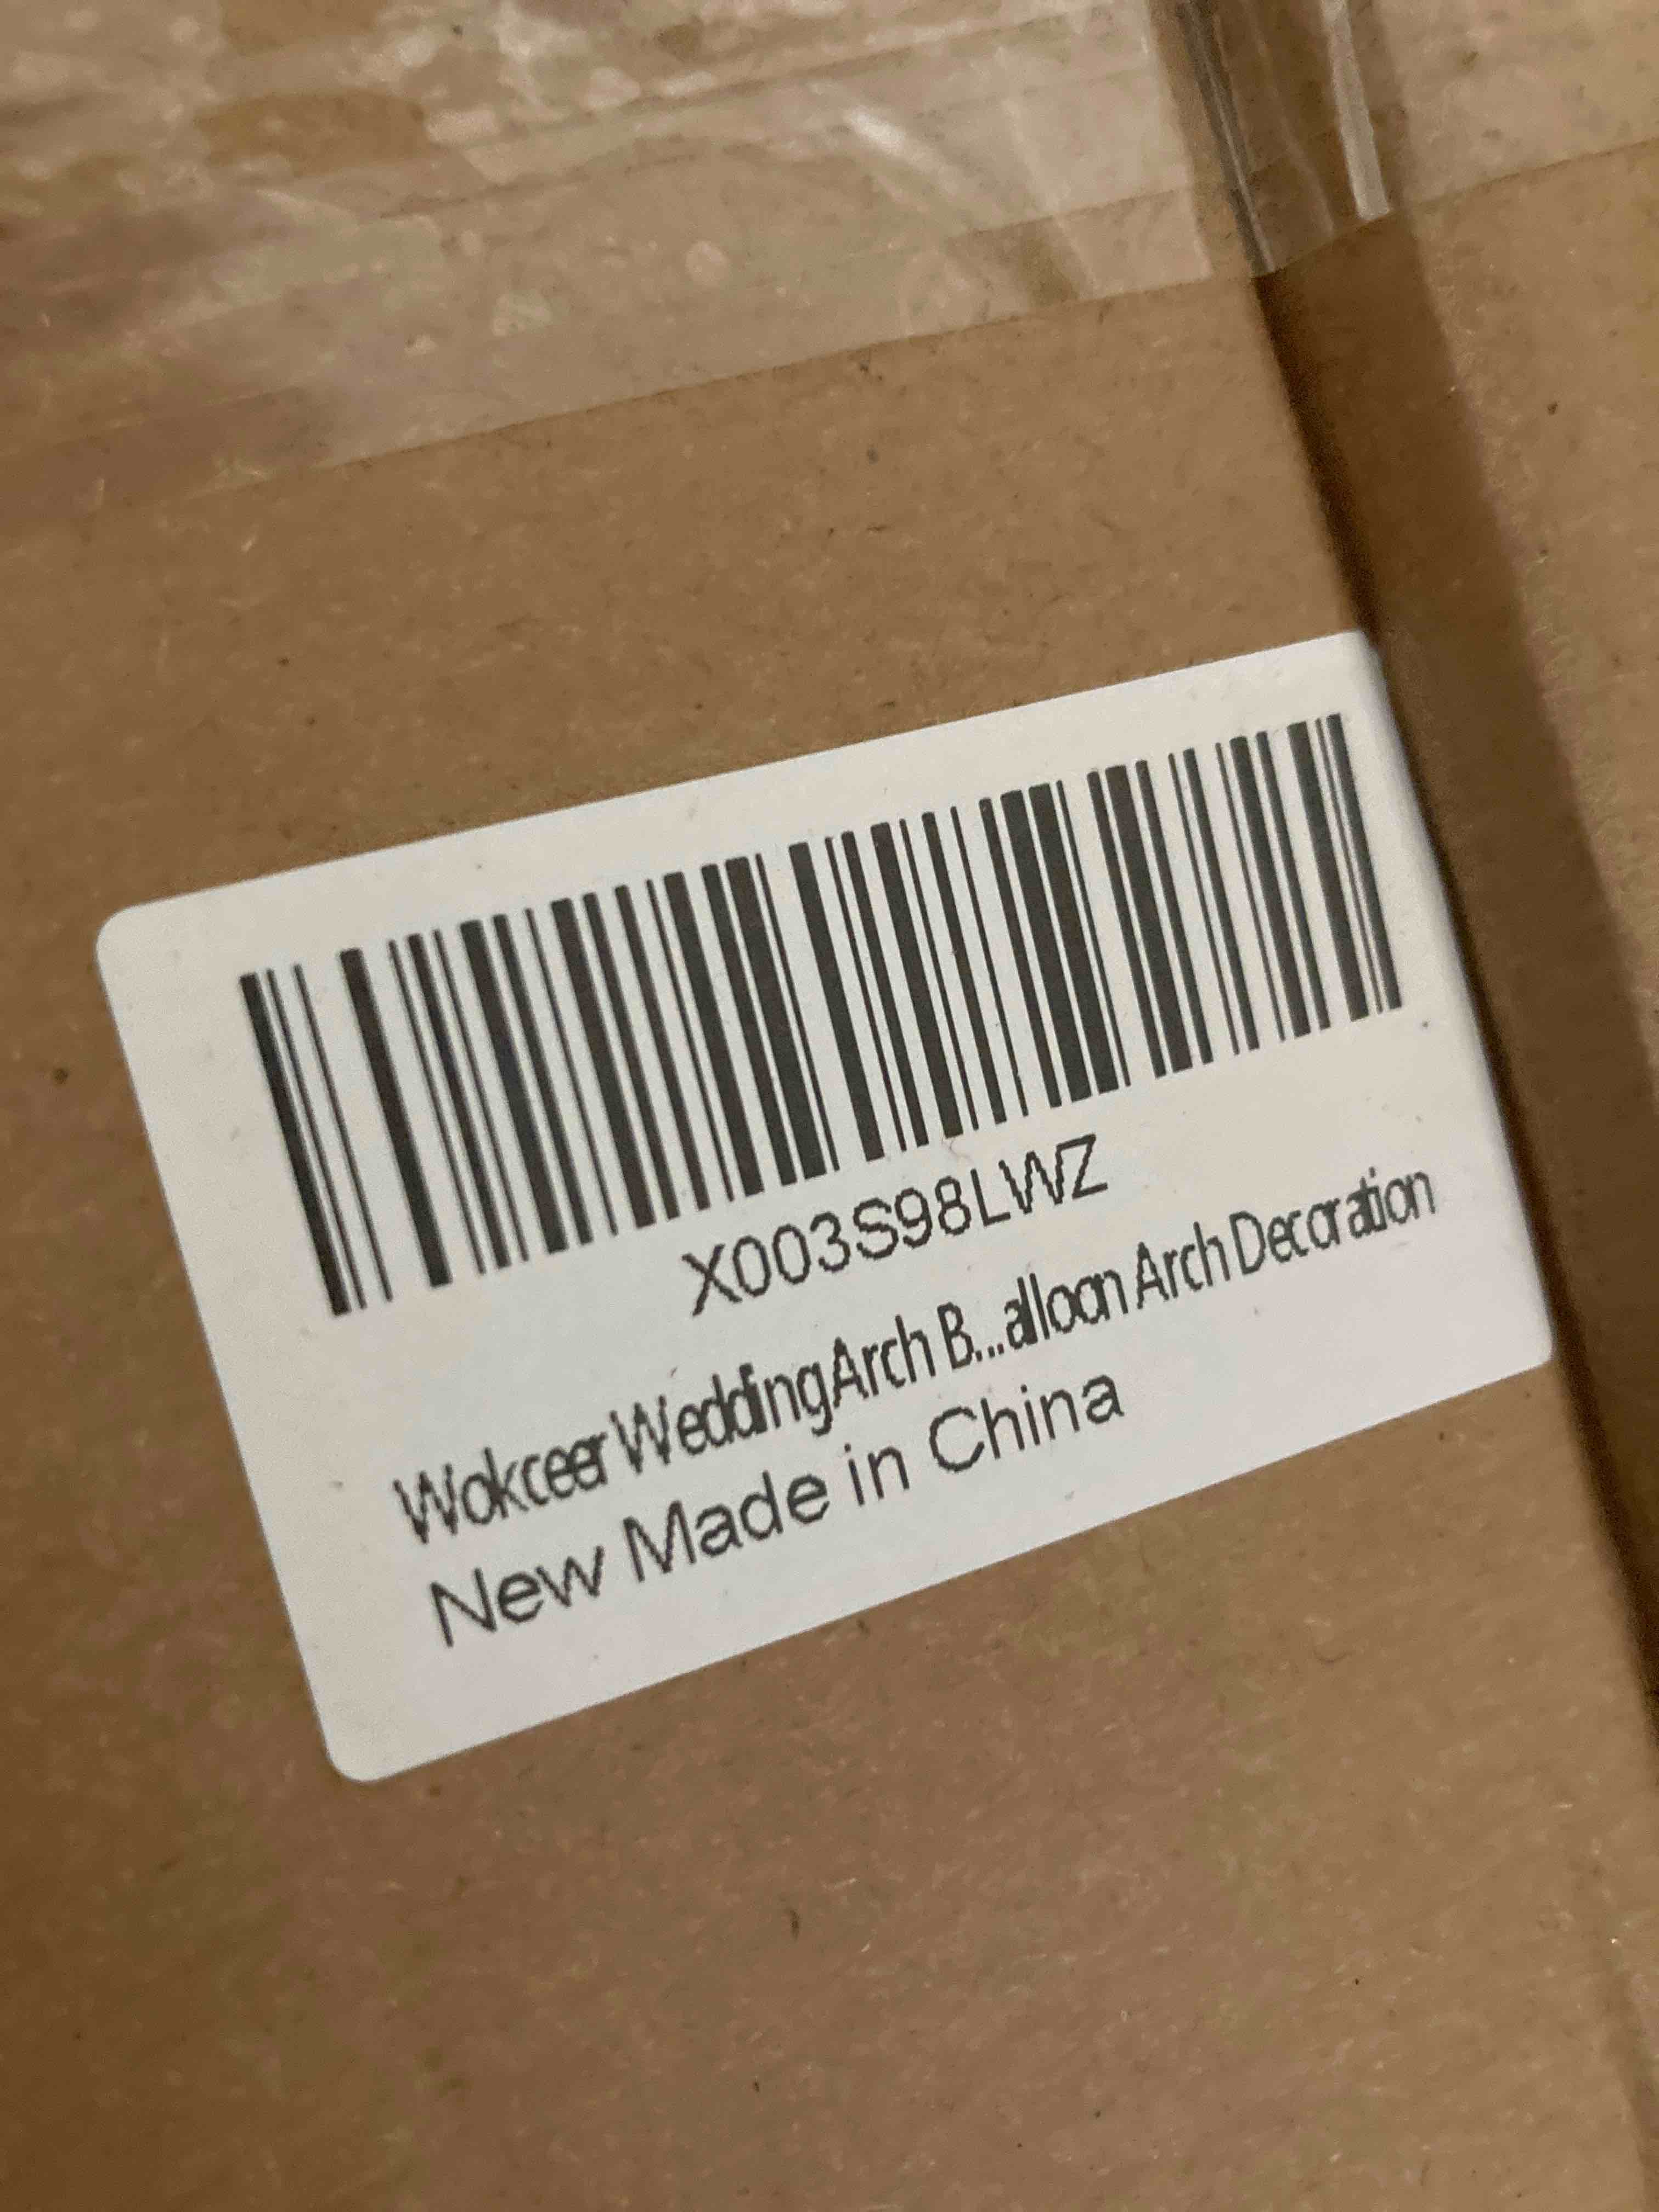 X003S98LWZ
Wokceer Wedding Arch B...alloon Arch Decoration
New Made in China